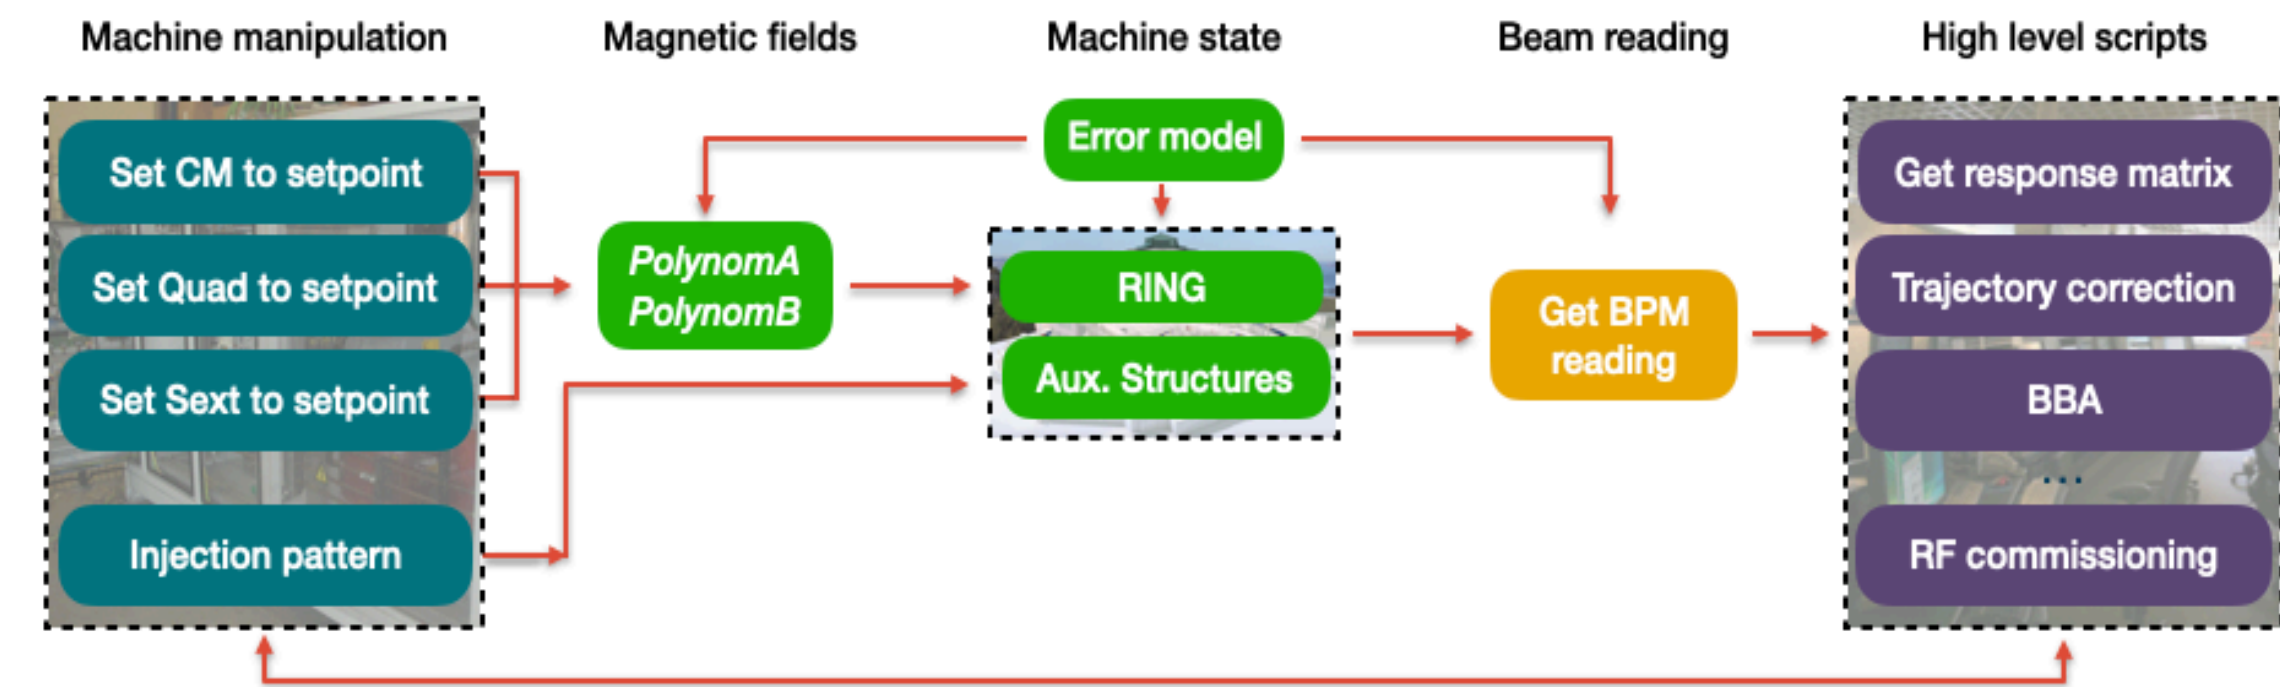 Machine manipulation
Magnetic fields
Machine state
Beam reading
High level scripts
Set CM to setpoint
Set Quad to setpoint
Set Sext to setpoint
Injection pattern
PolynomA
PolynomB
Error model
RING
Aux. Structures
Get BPM
reading
Get response matrix
Trajectory correction
BBA
...
RF commissioning